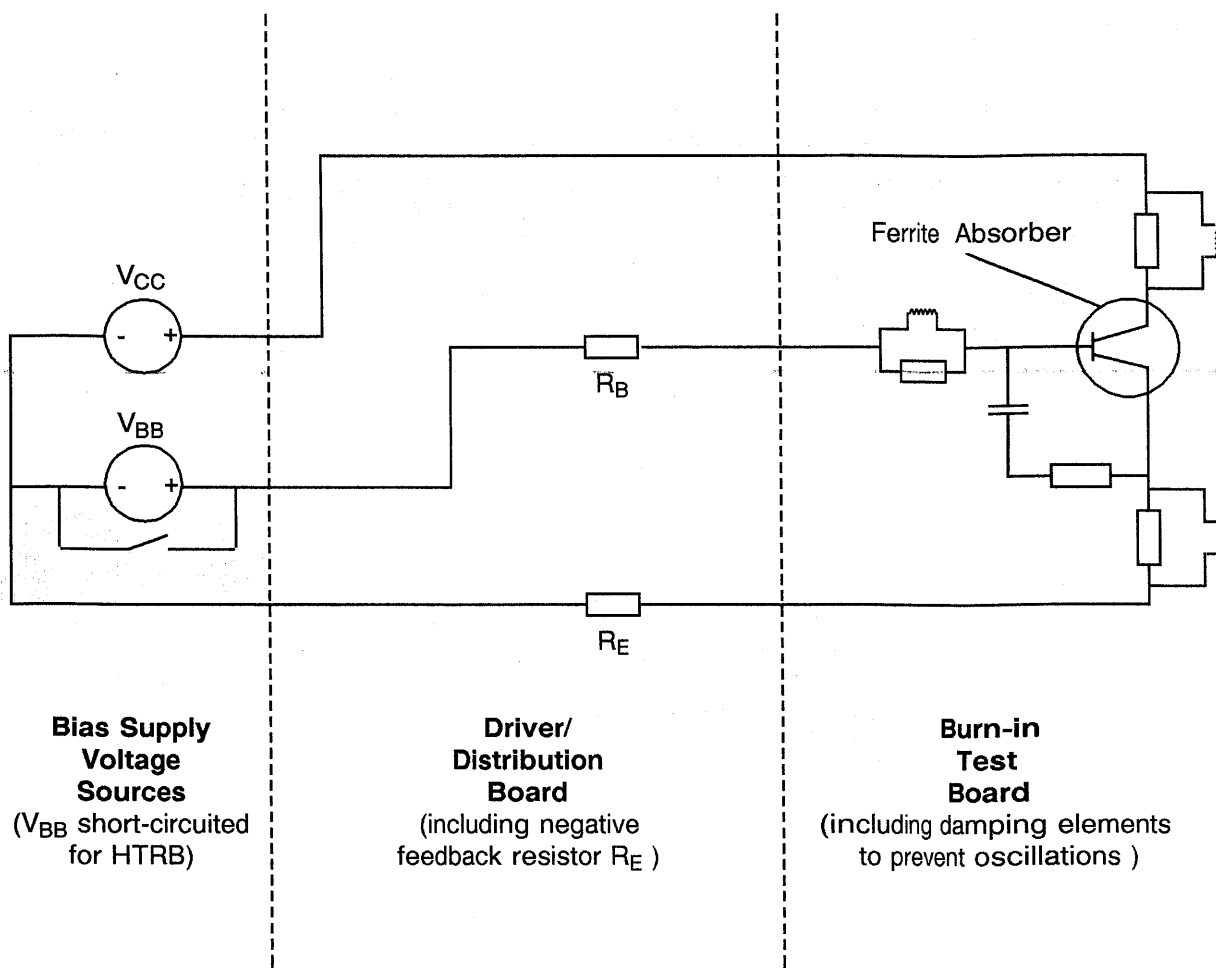 Ferrite Absorber
VCC
- +
RB
VBB
- +
RE
Bias Supply
Voltage
Sources
(VBB short-circuited
for HTRB)
Driver/
Distribution
Board
(including negative
feedback resistor RE )
Burn-in
Test
Board
(including damping elements
to prevent oscillations )